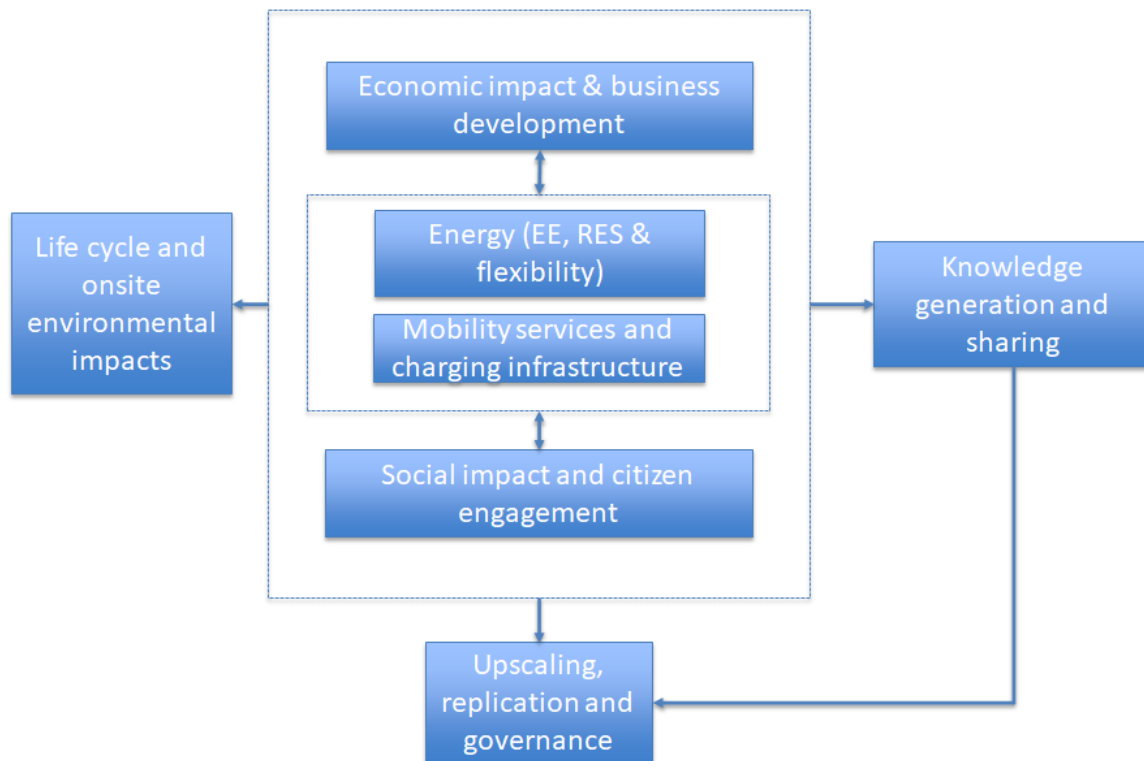 Economic impact & business
development
Life cycle and
onsite
environmental
impacts
Energy (EE, RES &
flexibility)
Mobility services and
charging infrastructure
Knowledge
generation and
sharing
Social impact and citizen
engagement
Upscaling,
replication and
governance